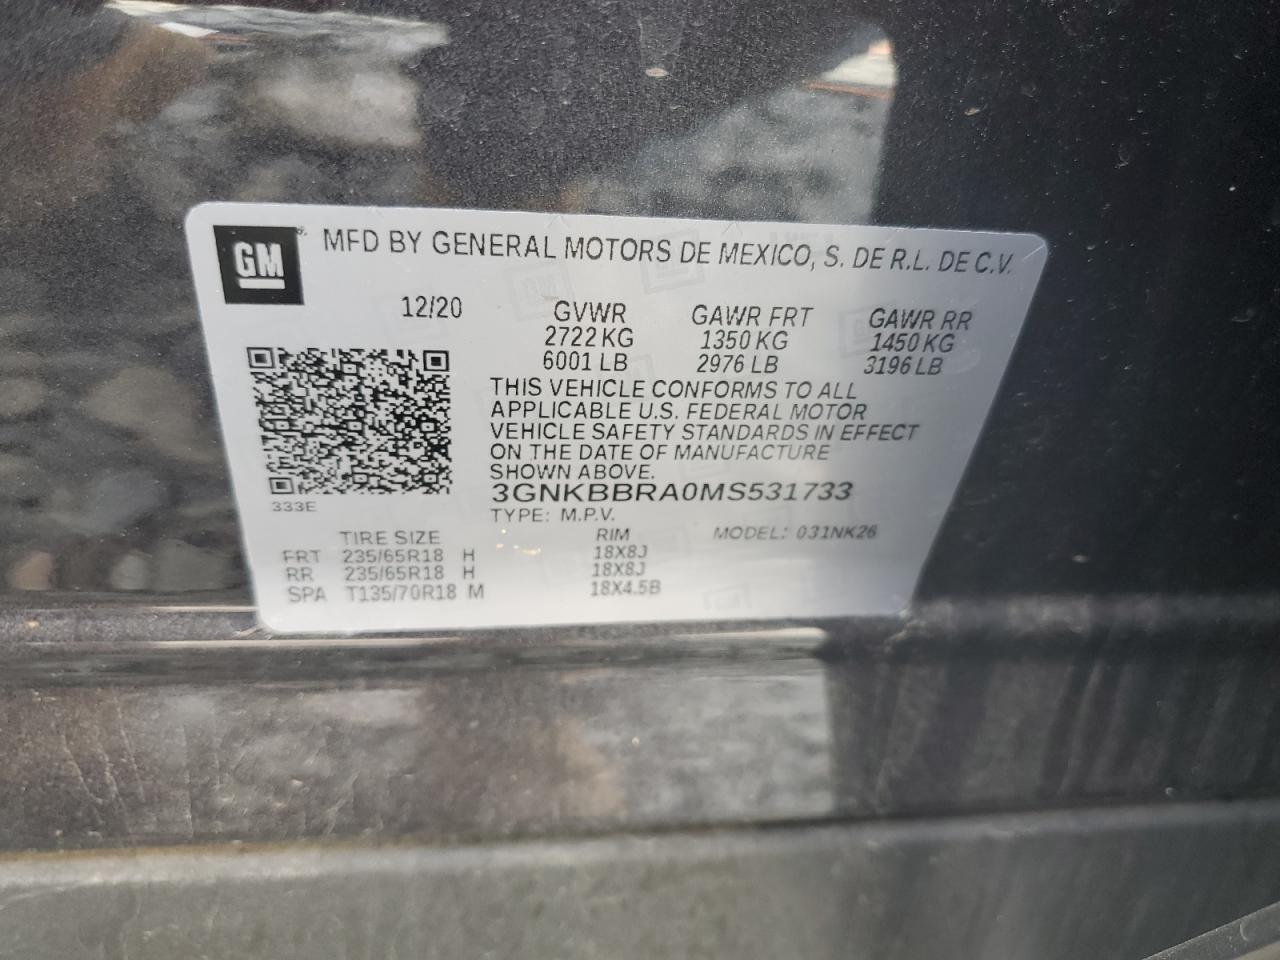 GM
MFD BY GENERAL MOTORS DE MEXICO, S. DE R.L. DE C.V.
12/20 GVWR GAWR FRT GAWR RR
2722 KG 1350 KG 1450 KG
6001 LB 2976 LB 3196 LB
THIS VEHICLE CONFORMS TO ALL
APPLICABLE U.S. FEDERAL MOTOR
VEHICLE SAFETY STANDARDS IN EFFECT
ON THE DATE OF MANUFACTURE
SHOWN ABOVE.
3GNKBBRA0MS531733
333E
TYPE: M.P.V.
TIRE SIZE RIM MODEL: 031NK26
FRT 235/65R18 H 18X8J
RR 235/65R18 H 18X8J
SPA T135/70R18 M 18X4.5B